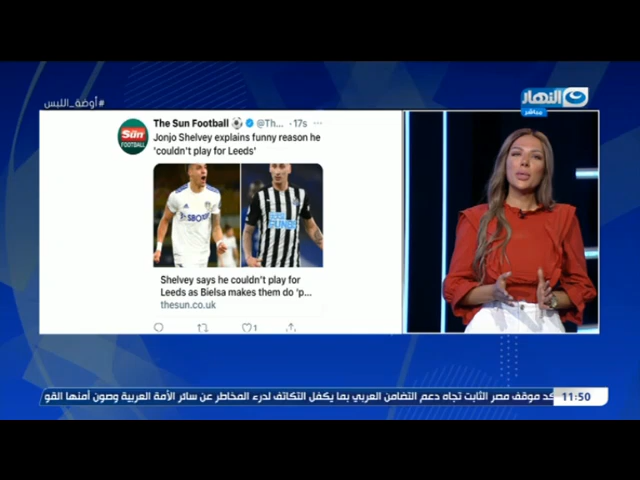 #أوضة_اللبس
النهار
مباشر
The Sun Football @Th... · 17s
Jonjo Shelvey explains funny reason he
'couldn't play for Leeds'
Sun
FOOTBALL
SBOTOP
FUN88
Shelvey says he couldn't play for
Leeds as Bielsa makes them do 'p...
thesun.co.uk
1
كد موقف مصر الثابت تجاه دعم التضامن العربي بما يكفل التكاتف لدرء المخاطر عن سائر الأمة العربية وصون أمنها القو
11:50